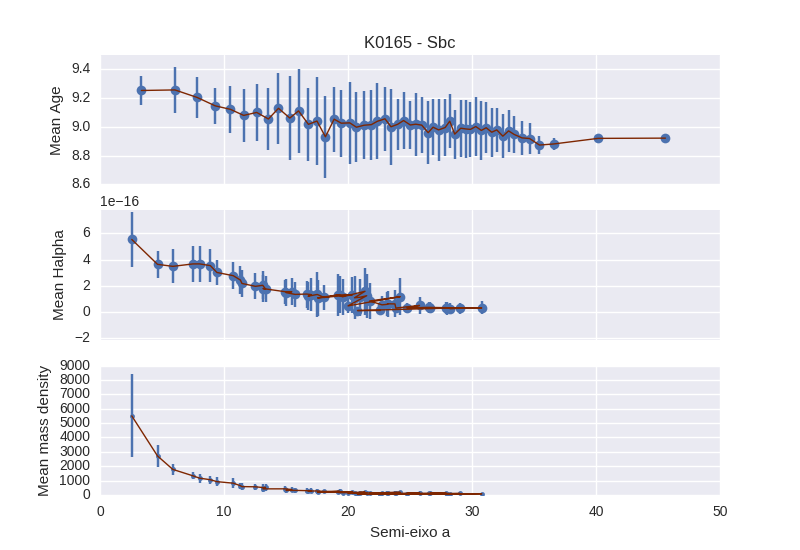 K0165 - Sbc
9.4
9.2
9.0
8.8
8.6
Mean Age
1e−16
6
4
2
0
−2
Mean Halpha
9000
8000
7000
6000
5000
4000
3000
2000
1000
0
Mean mass density
0 10 20 30 40 50
Semi-eixo a